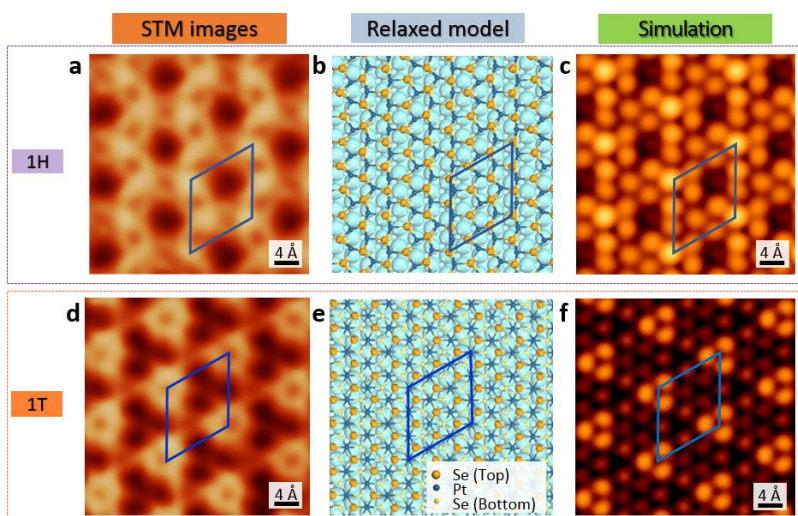 STM images Relaxed model Simulation
a b c
1H
4 Å 4 Å
d e f
1T
Se (Top)
Pt
Se (Bottom)
4 Å 4 Å